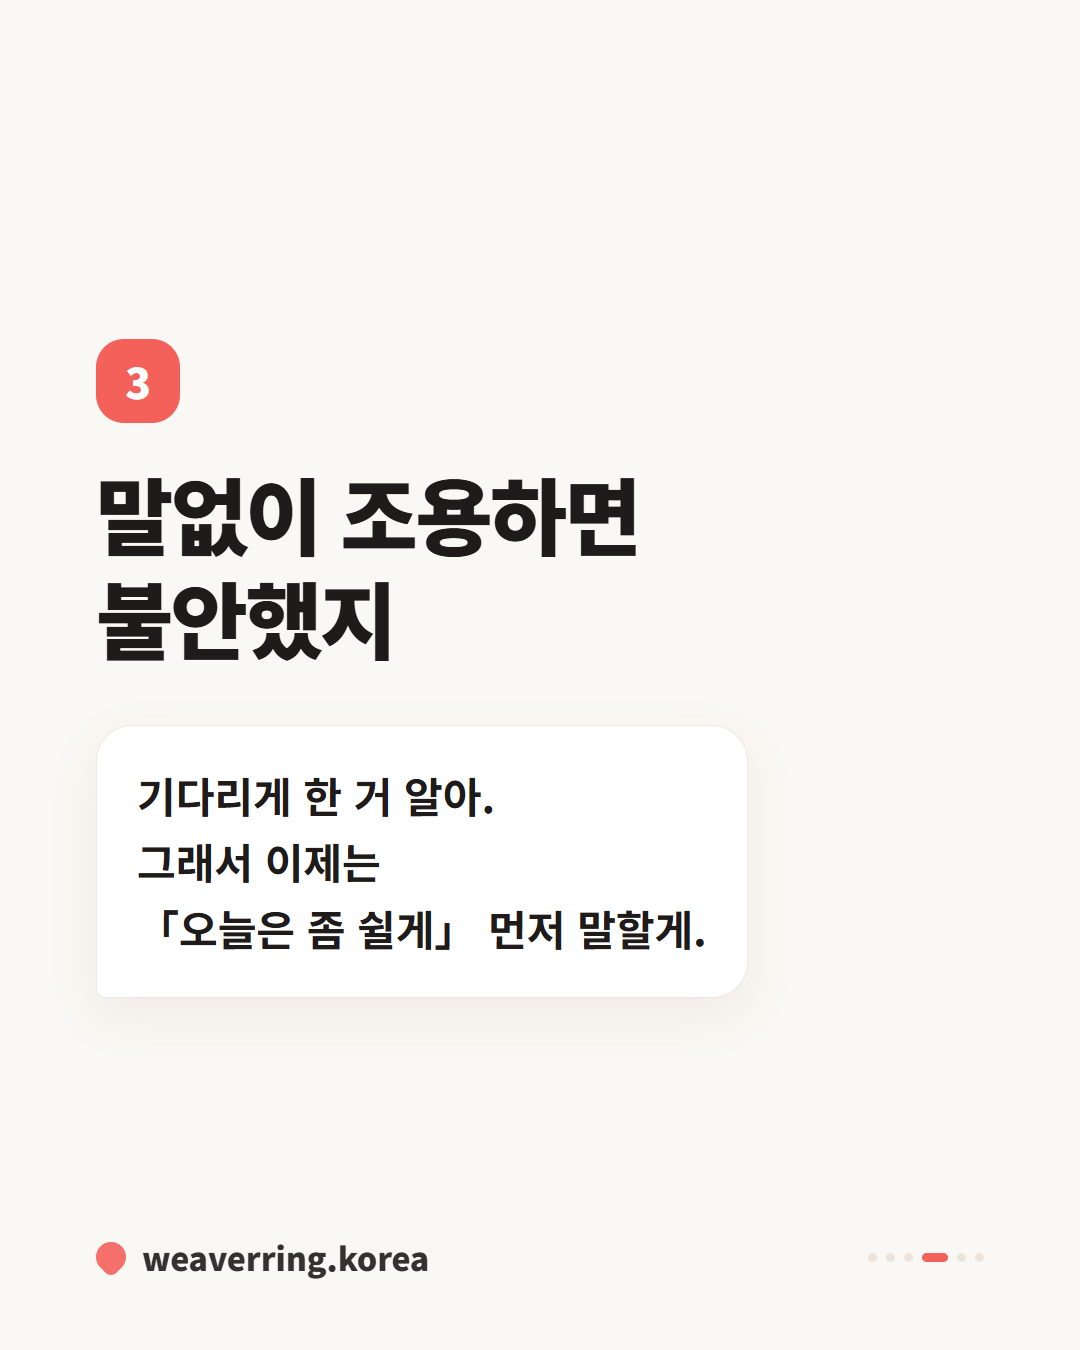 3
말없이 조용하면
불안했지
기다리게 한 거 알아.
그래서 이제는
「오늘은 좀 쉴게」 먼저 말할게.
weaverring.korea